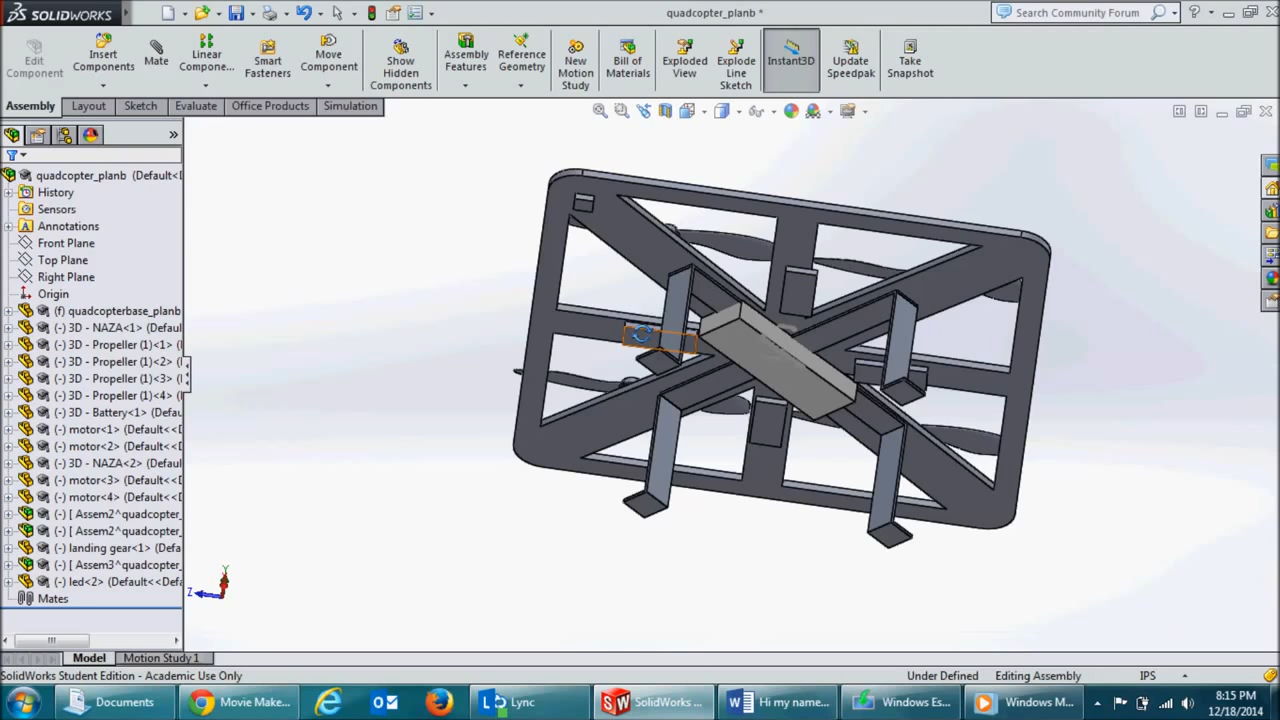 SOLIDWORKS
quadcopter_planb *
Search Community Forum
Edit
Component
Insert
Components
Mate
Linear
Compone...
Smart
Fasteners
Move
Component
Show
Hidden
Components
Assembly
Features
Reference
Geometry
New
Motion
Study
Bill of
Materials
Exploded
View
Explode
Line
Sketch
Instant3D
Update
Speedpak
Take
Snapshot
Assembly Layout Sketch Evaluate Office Products Simulation
quadcopter_planb (Default<
History
Sensors
Annotations
Front Plane
Top Plane
Right Plane
Origin
(f) quadcopterbase_planb
(-) 3D - NAZA<1> (Defau
(-) 3D - Propeller (1)<1> (
(-) 3D - Propeller (1)<2> (
(-) 3D - Propeller (1)<3> (
(-) 3D - Propeller (1)<4> (
(-) 3D - Battery<1> (Defau
(-) motor<1> (Default<<D
(-) motor<2> (Default<<D
(-) 3D - NAZA<2> (Defau
(-) motor<3> (Default<<D
(-) motor<4> (Default<<D
(-) [ Assem2^quadcopter_
(-) [ Assem2^quadcopter_
(-) landing gear<1> (Defa
(-) [ Assem3^quadcopter_
(-) led<2> (Default<<Defa
Mates
Y
Z
Model Motion Study 1
SolidWorks Student Edition - Academic Use Only
Under Defined Editing Assembly IPS
Documents Movie Make... Lync SolidWorks ... Hi my name... Windows Es... Windows M...
8:15 PM
12/18/2014